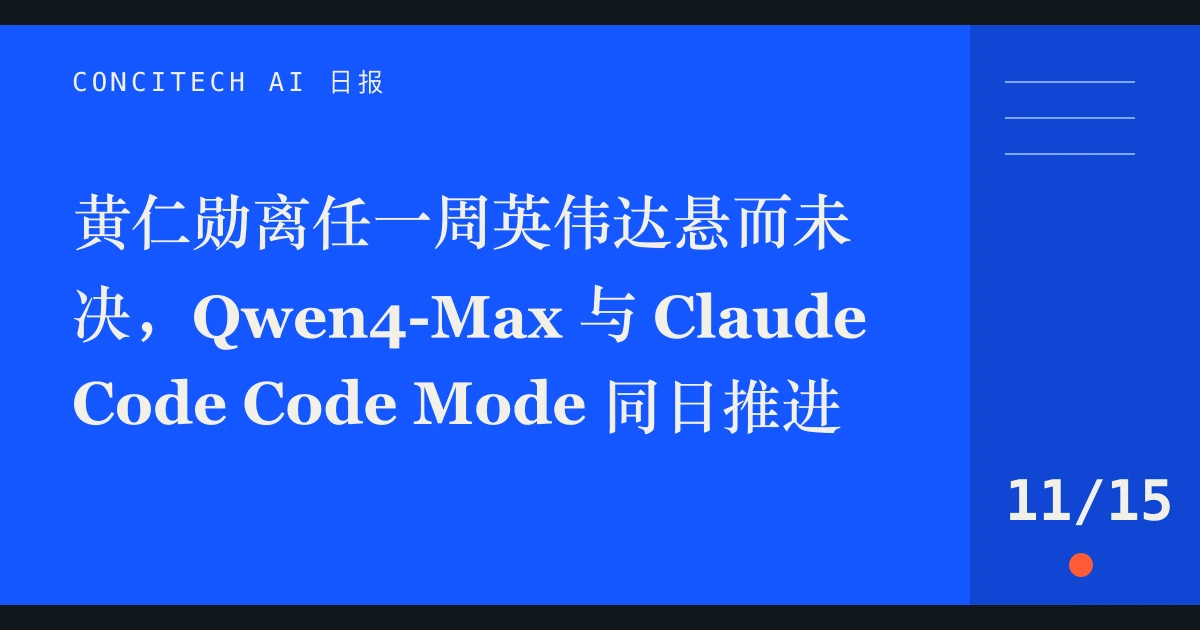 CONCITECH AI 日报
黄仁勋离任一周英伟达悬而未
决，Qwen4-Max 与 Claude
Code Code Mode 同日推进
11/15